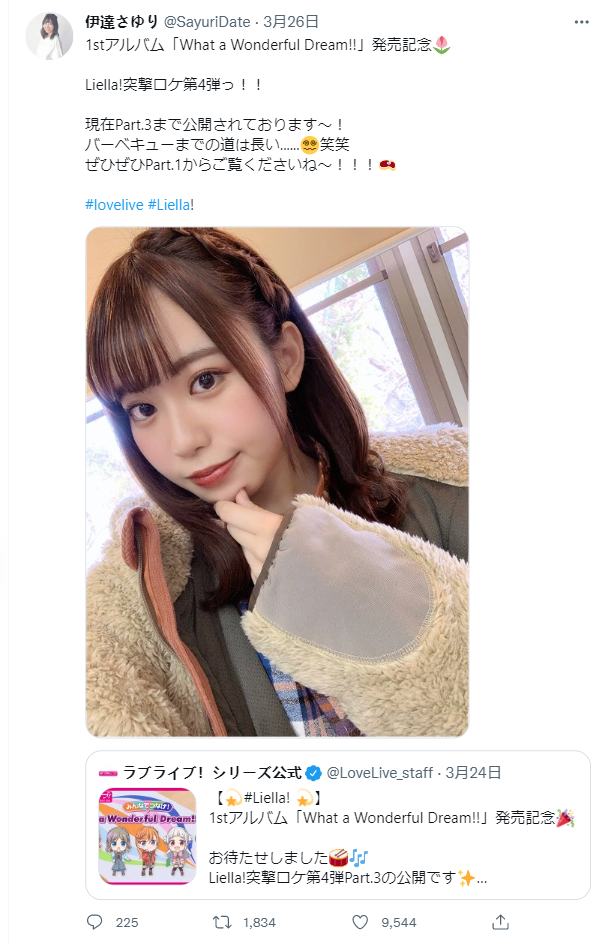 伊達さゆり @SayuriDate · 3月26日
1stアルバム「What a Wonderful Dream!!」発売記念🌷
Liella!突撃ロケ第4弾っ！！
現在Part.3まで公開されております〜！
バーベキューまでの道は長い......😵‍💫笑笑
ぜひぜひPart.1からご覧くださいね〜！！！🥩
#lovelive #Liella!
ラブライブ！シリーズ公式 @LoveLive_staff · 3月24日
【💫#Liella! 💫】
1stアルバム「What a Wonderful Dream!!」発売記念🎉
お待たせしました🥁🎶
Liella!突撃ロケ第4弾Part.3の公開です✨...
みんなでつなげ！
a Wonderful Dream!!
225
1,834
9,544